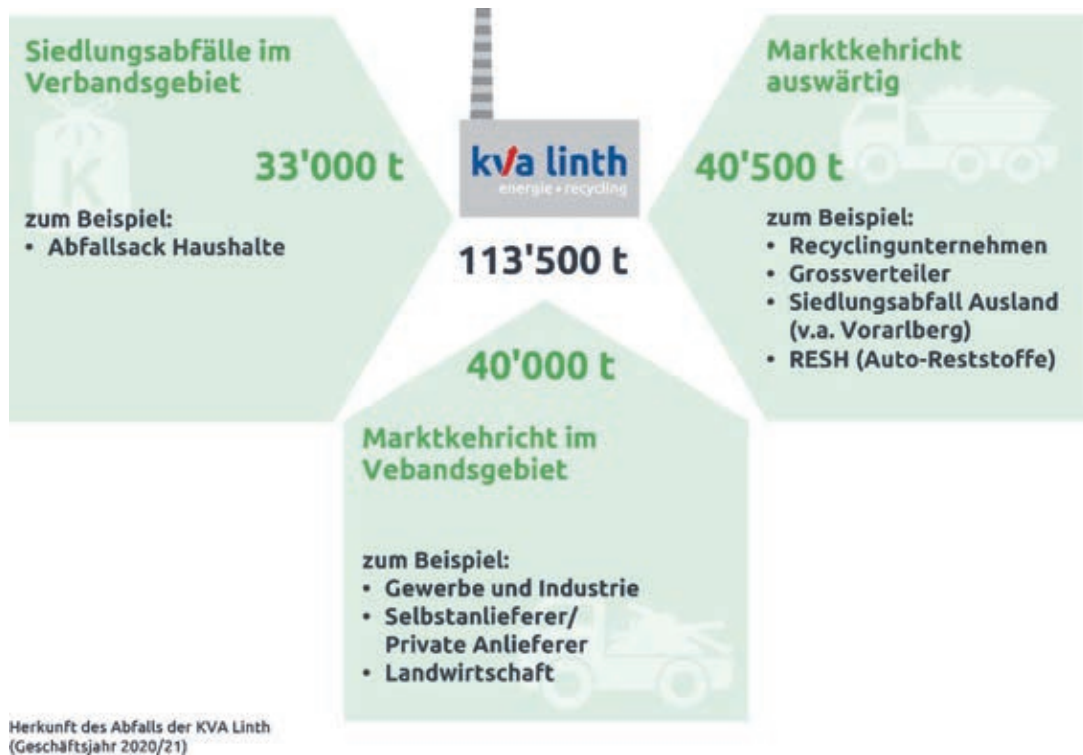 Siedlungsabfälle im
Verbandsgebiet
K
33'000 t
zum Beispiel:
• Abfallsack Haushalte
kva linth
energie + recycling
113'500 t
Marktkehricht
auswärtig
40'500 t
zum Beispiel:
• Recyclingunternehmen
• Grossverteiler
• Siedlungsabfall Ausland
(v.a. Vorarlberg)
• RESH (Auto-Reststoffe)
40'000 t
Marktkehricht im
Vebandsgebiet
zum Beispiel:
• Gewerbe und Industrie
• Selbstanlieferer/
Private Anlieferer
• Landwirtschaft
Herkunft des Abfalls der KVA Linth
(Geschäftsjahr 2020/21)